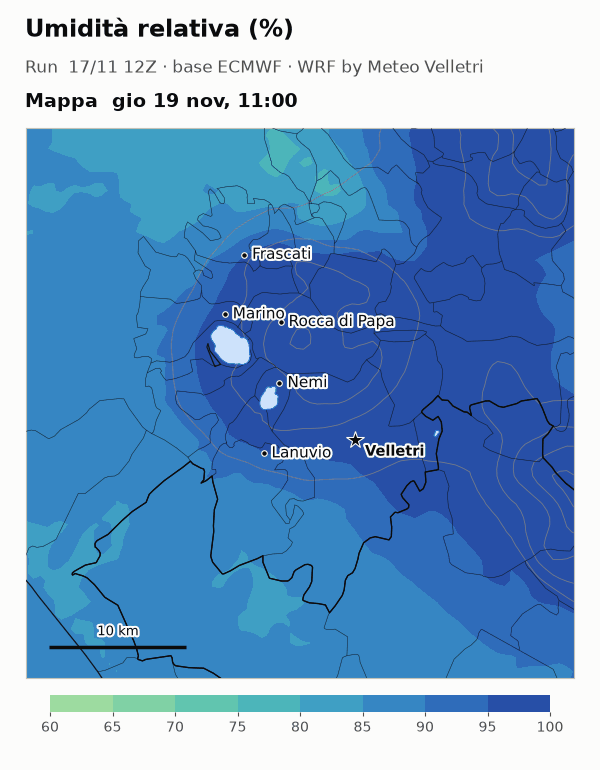 Umidità relativa (%)
Run 17/11 12Z · base ECMWF · WRF by Meteo Velletri
Mappa gio 19 nov, 11:00
Frascati
Marino
Rocca di Papa
Nemi
Velletri
Lanuvio
10 km
60 65 70 75 80 85 90 95 100